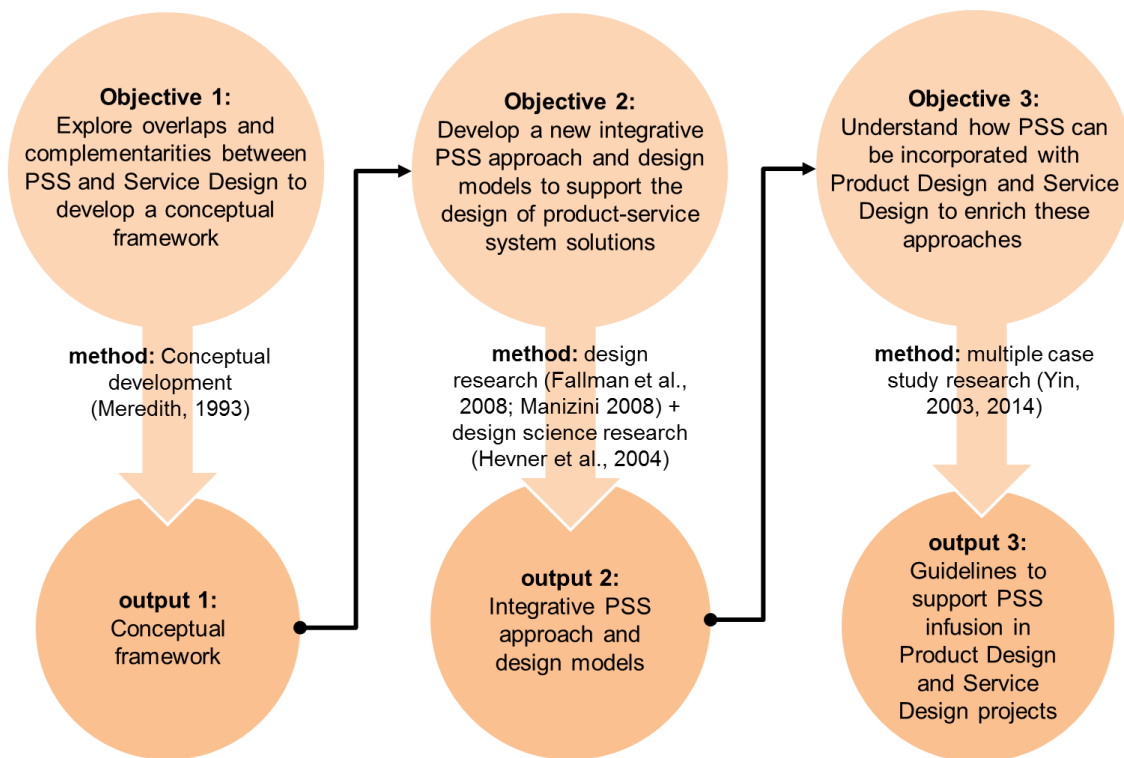 Objective 1:
Explore overlaps and
complementarities between
PSS and Service Design to
develop a conceptual
framework
method: Conceptual
development
(Meredith, 1993)
output 1:
Conceptual
framework
Objective 2:
Develop a new integrative
PSS approach and design
models to support the
design of product-service
system solutions
method: design
research (Fallman et al.,
2008; Manizini 2008) +
design science research
(Hevner et al., 2004)
output 2:
Integrative PSS
approach and
design models
Objective 3:
Understand how PSS can
be incorporated with
Product Design and Service
Design to enrich these
approaches
method: multiple case
study research (Yin,
2003, 2014)
output 3:
Guidelines to
support PSS
infusion in
Product Design
and Service
Design projects